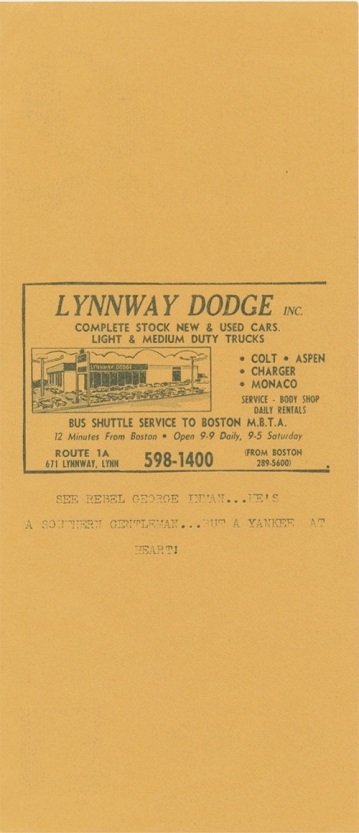 LYNNWAY DODGE INC.
COMPLETE STOCK NEW & USED CARS.
LIGHT & MEDIUM DUTY TRUCKS
LYNNWAY DODGE
• COLT • ASPEN
• CHARGER
• MONACO
SERVICE - BODY SHOP
DAILY RENTALS
BUS SHUTTLE SERVICE TO BOSTON M.B.T.A.
12 Minutes From Boston • Open 9-9 Daily, 9-5 Saturday
ROUTE 1A
671 LYNNWAY, LYNN
598-1400
(FROM BOSTON
289-5600)
SEE REBEL GEORGE INMAN...HE'S
A SOUTHERN GENTLEMAN...BUT A YANKEE AT
HEART!